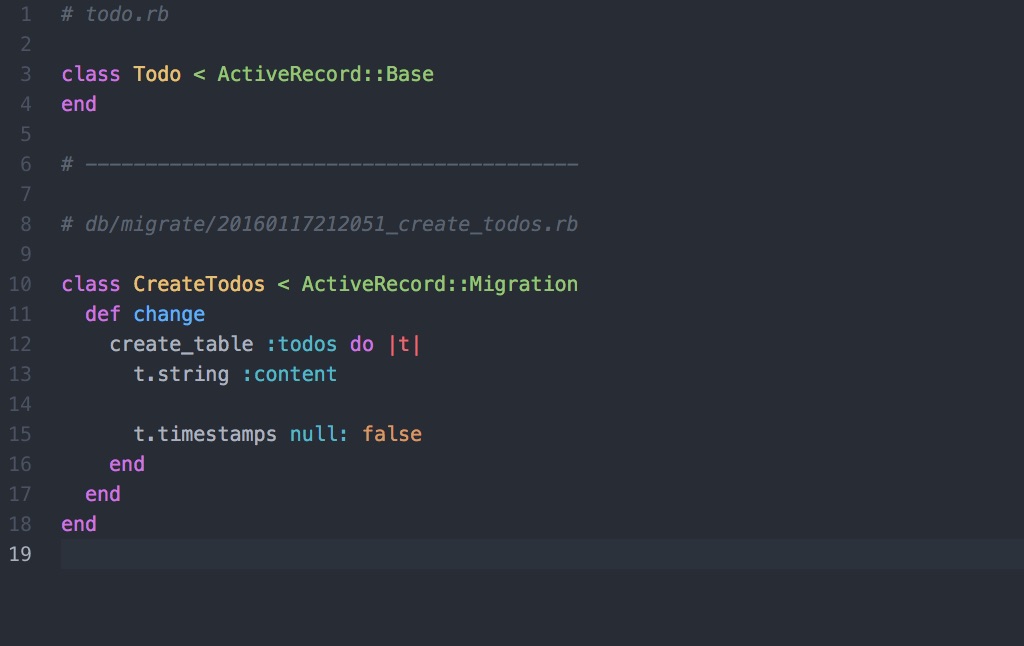 1 # todo.rb
2
3 class Todo < ActiveRecord::Base
4 end
5
6 # -----------------------------------------
7
8 # db/migrate/20160117212051_create_todos.rb
9
10 class CreateTodos < ActiveRecord::Migration
11   def change
12     create_table :todos do |t|
13       t.string :content
14
15       t.timestamps null: false
16     end
17   end
18 end
19